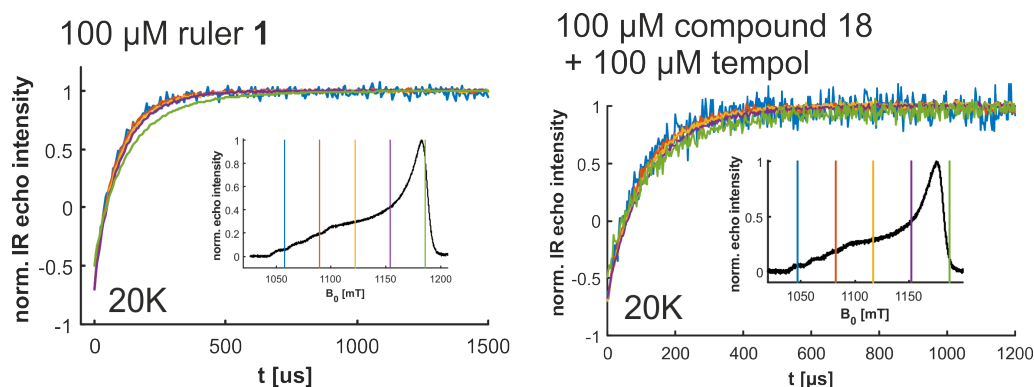 100 µM ruler 1
norm. IR echo intensity
1
0.5
0
-0.5
-1
0
500
1000
1500
t [us]
20K
norm. echo intensity
1.0
0.8
0.6
0.4
0.2
0
1050
1100
1150
1200
B0 [mT]
100 µM compound 18
+ 100 µM tempol
norm. IR echo intensity
1
0.5
0
-0.5
-1
0
200
400
600
800
1000
1200
t [µs]
20K
norm. echo intensity
1
0.5
0
1050
1100
1150
B0 [mT]